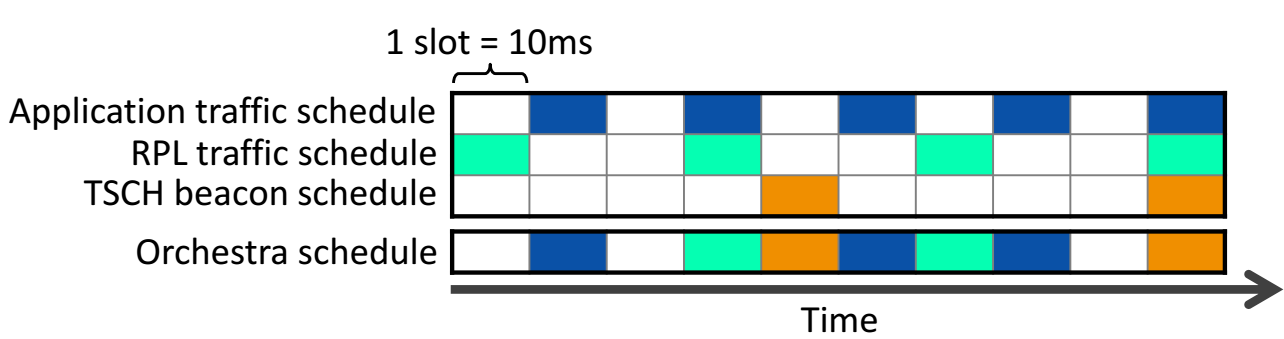 1 slot = 10ms
Application traffic schedule
RPL traffic schedule
TSCH beacon schedule
Orchestra schedule
Time